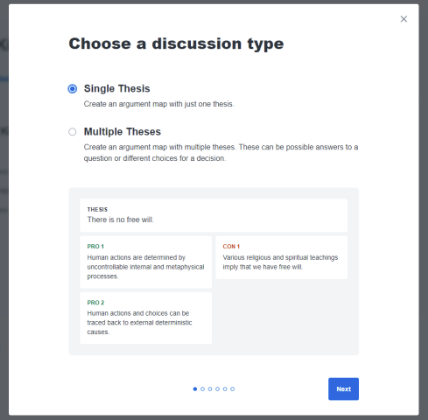 Choose a discussion type
Single Thesis
Create an argument map with just one thesis.
Multiple Theses
Create an argument map with multiple theses. These can be possible answers to a
question or different choices for a decision.
THESIS
There is no free will.
PRO 1
Human actions are determined by
uncontrollable internal and metaphysical
processes.
CON 1
Various religious and spiritual teachings
imply that we have free will.
PRO 2
Human actions and choices can be
traced back to external deterministic
causes.
Next